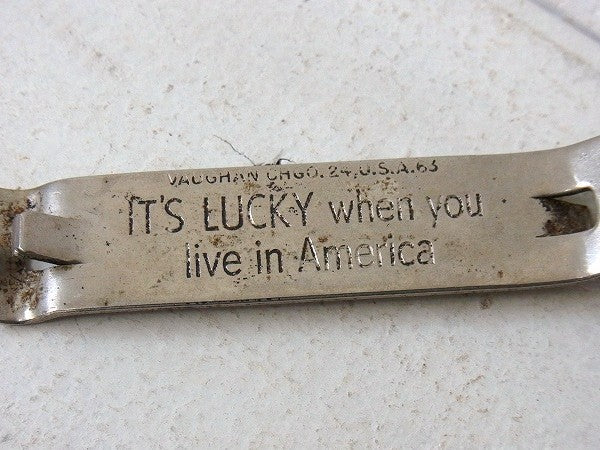 VAUGHAN CHGO. 24, U.S.A. 63
IT'S LUCKY when you
live in America